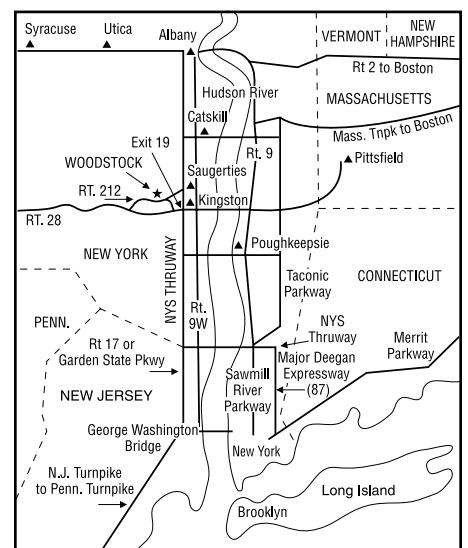 Syracuse
Utica
Albany
VERMONT
NEW
HAMPSHIRE
Rt 2 to Boston
Hudson River
MASSACHUSETTS
Catskill
Mass. Tnpk to Boston
Exit 19
Rt. 9
Pittsfield
WOODSTOCK
Saugerties
RT. 212
Kingston
RT. 28
Poughkeepsie
NEW YORK
NYS THRUWAY
Taconic
Parkway
CONNECTICUT
Rt.
9W
PENN.
NYS
Thruway
Merrit
Parkway
Rt 17 or
Garden State Pkwy
Major Deegan
Expressway
(87)
Sawmill
River
Parkway
NEW JERSEY
George Washington
Bridge
New York
N.J. Turnpike
to Penn. Turnpike
Long Island
Brooklyn